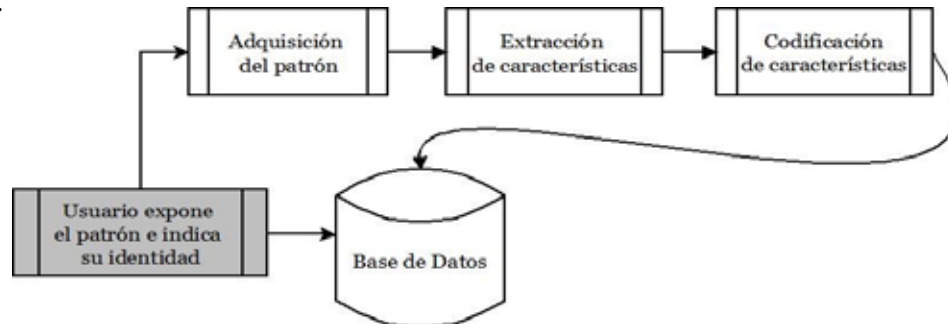 Adquisición
del patrón
Extracción
de características
Codificación
de características
Usuario expone
el patrón e indica
su identidad
Base de Datos